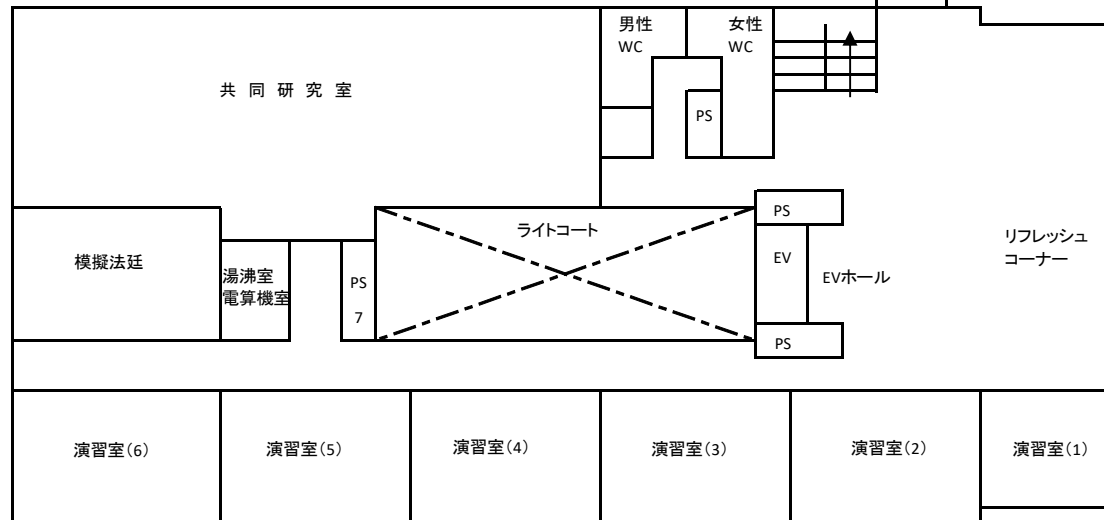 男性
WC
女性
WC
共 同 研 究 室
PS
PS
ライトコート
リフレッシュ
コーナー
模擬法廷
EV
EVホール
湯沸室
電算機室
PS
7
PS
演習室(6)
演習室(5)
演習室(4)
演習室(3)
演習室(2)
演習室(1)